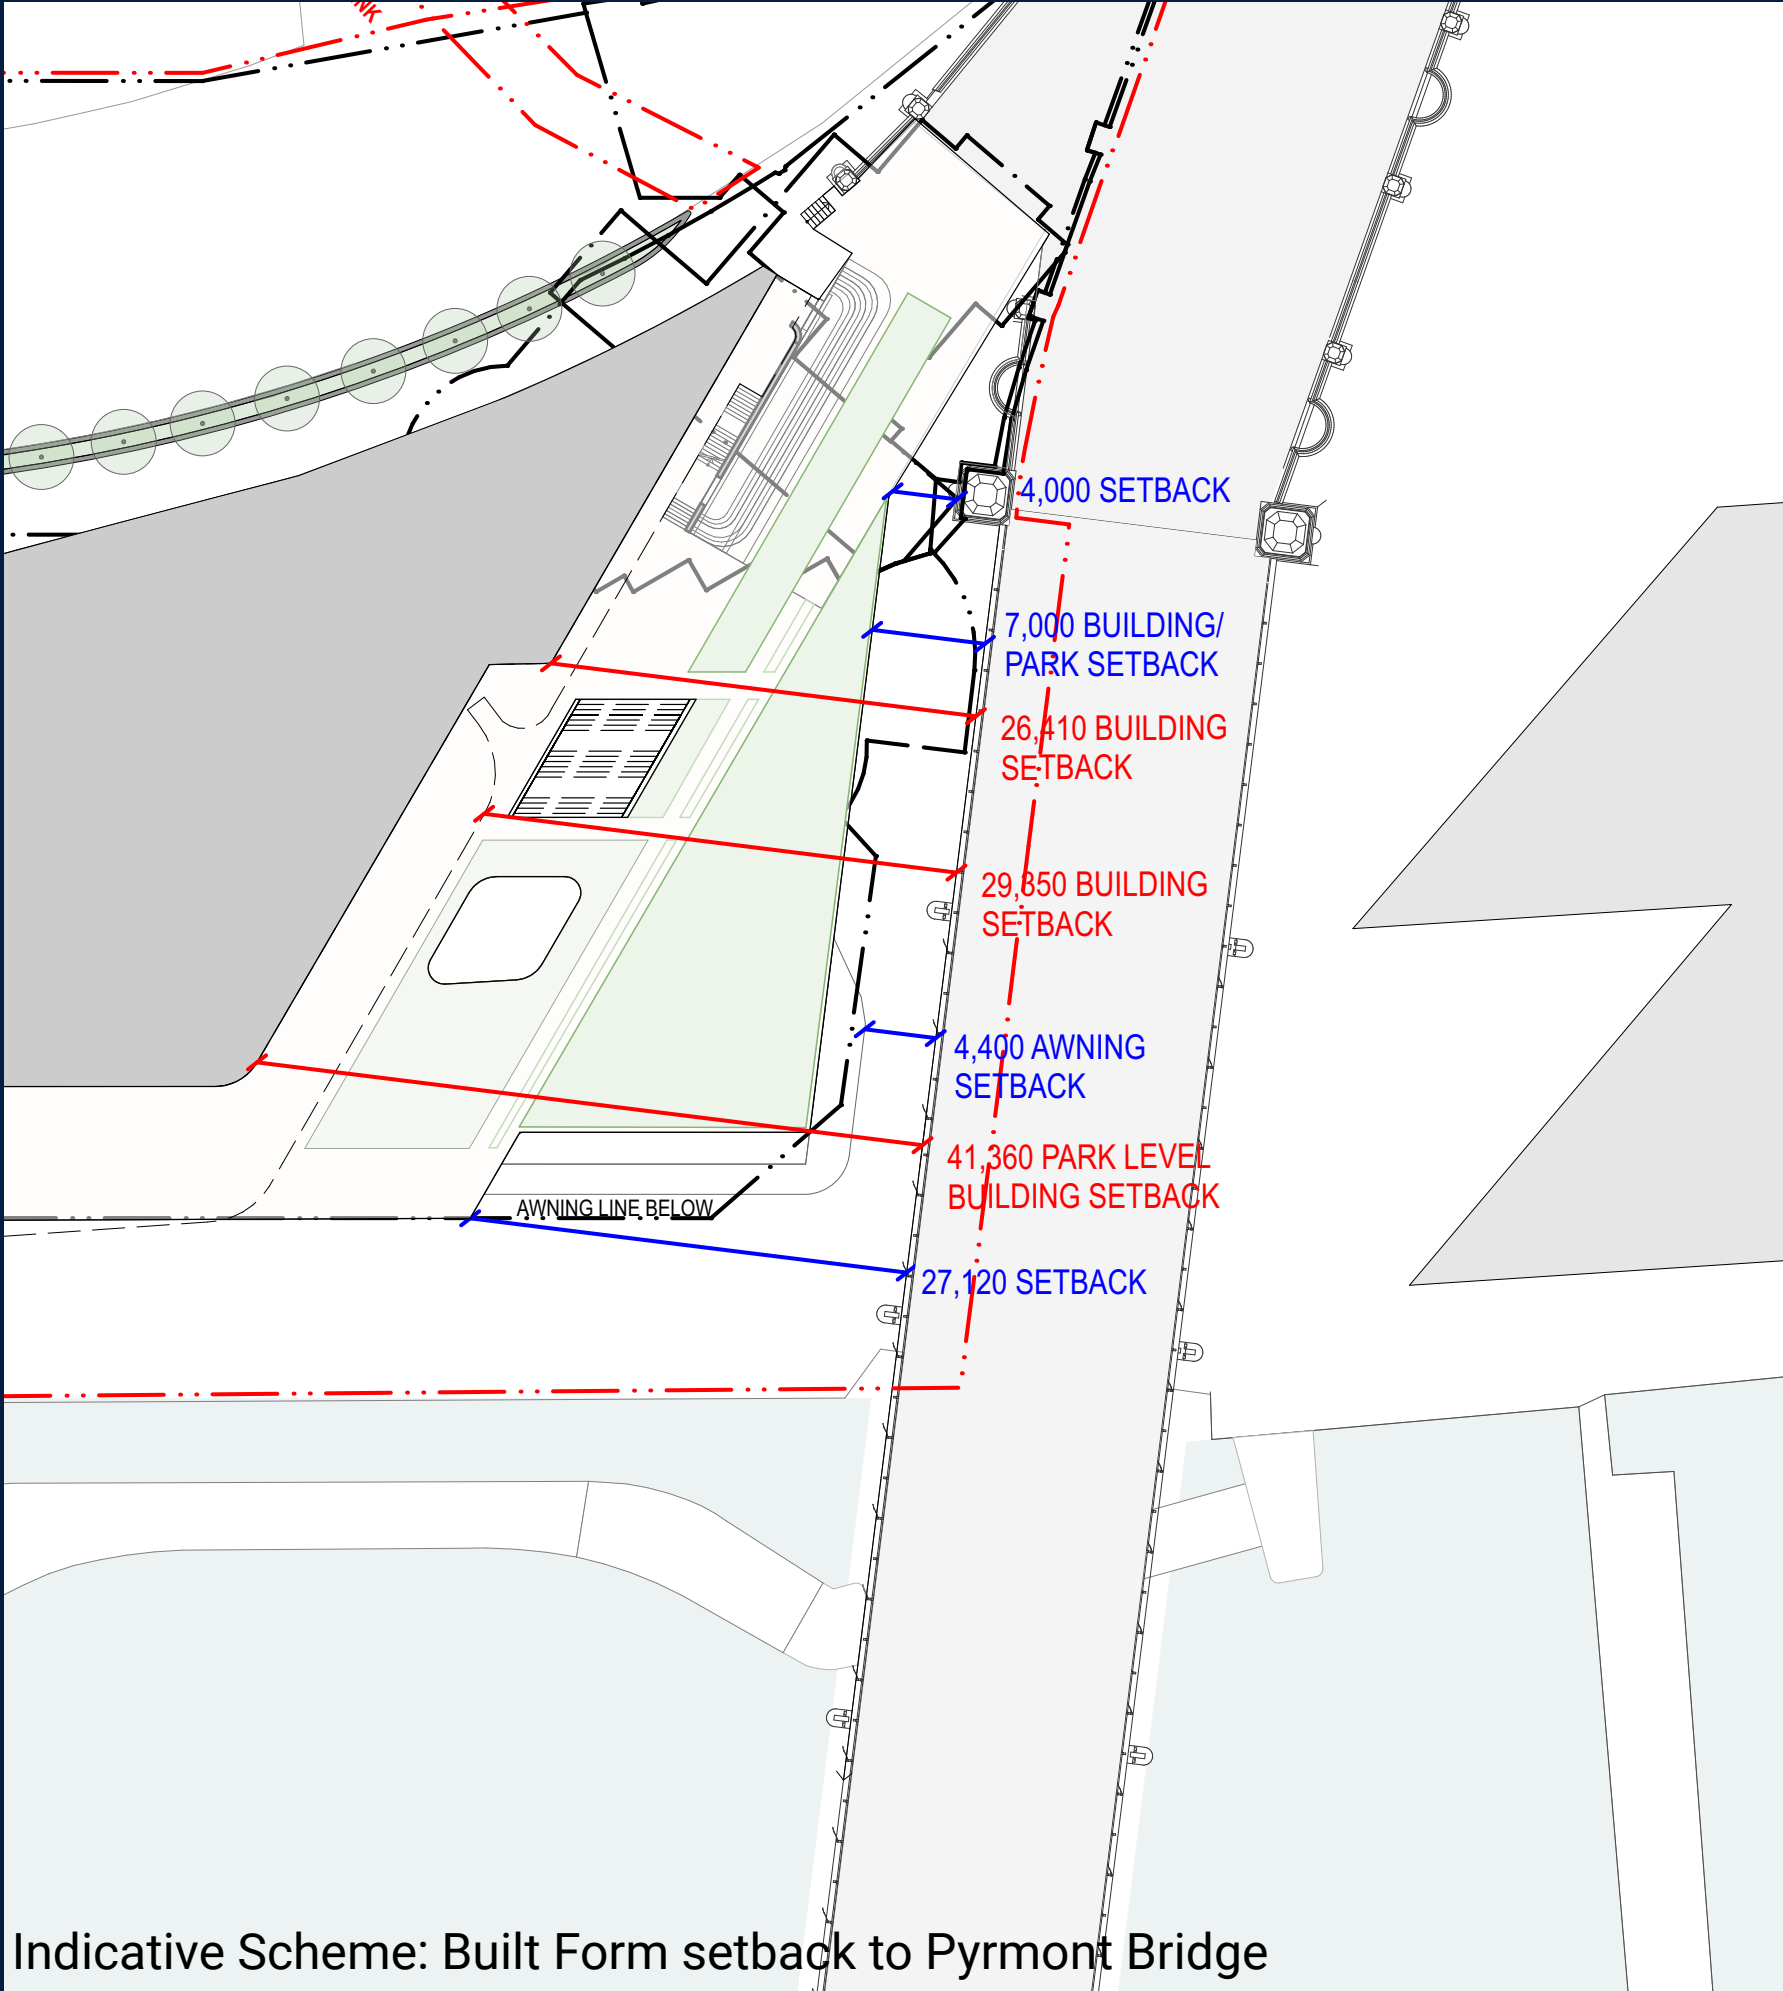 4,000 SETBACK
7,000 BUILDING/
PARK SETBACK
26,410 BUILDING
SETBACK
29,350 BUILDING
SETBACK
4,400 AWNING
SETBACK
41,360 PARK LEVEL
BUILDING SETBACK
AWNING LINE BELOW
27,120 SETBACK
Indicative Scheme: Built Form setback to Pyrmont Bridge